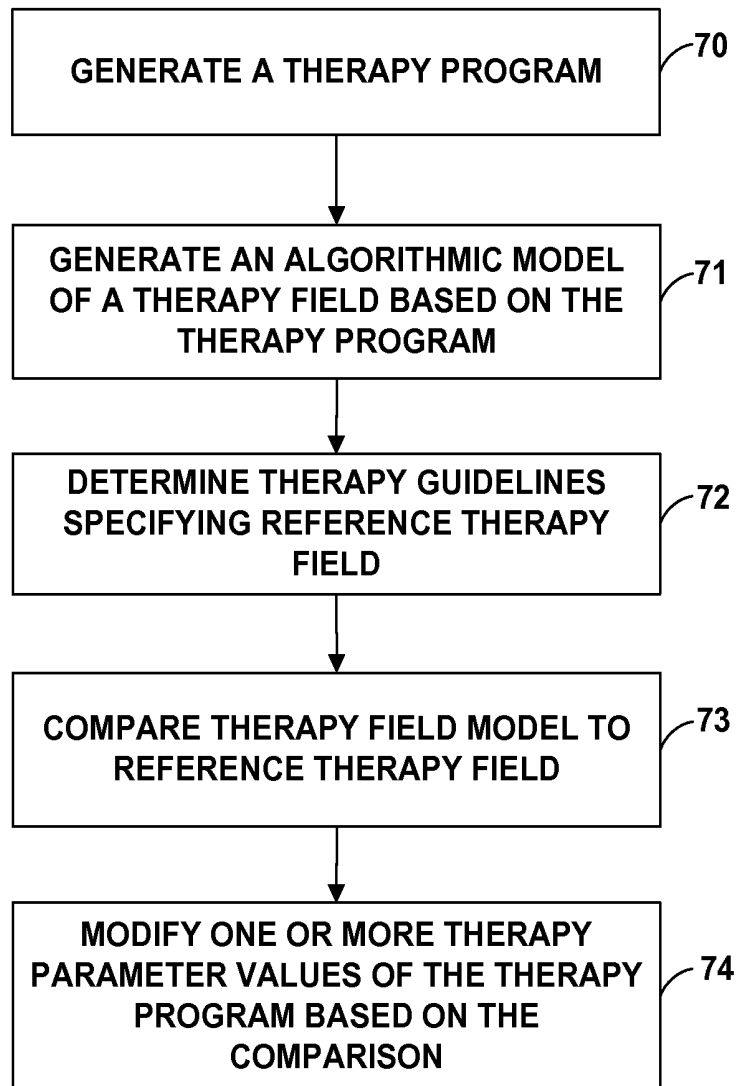 GENERATE A THERAPY PROGRAM
70
GENERATE AN ALGORITHMIC MODEL
OF A THERAPY FIELD BASED ON THE
THERAPY PROGRAM
71
DETERMINE THERAPY GUIDELINES
SPECIFYING REFERENCE THERAPY
FIELD
72
COMPARE THERAPY FIELD MODEL TO
REFERENCE THERAPY FIELD
73
MODIFY ONE OR MORE THERAPY
PARAMETER VALUES OF THE THERAPY
PROGRAM BASED ON THE
COMPARISON
74